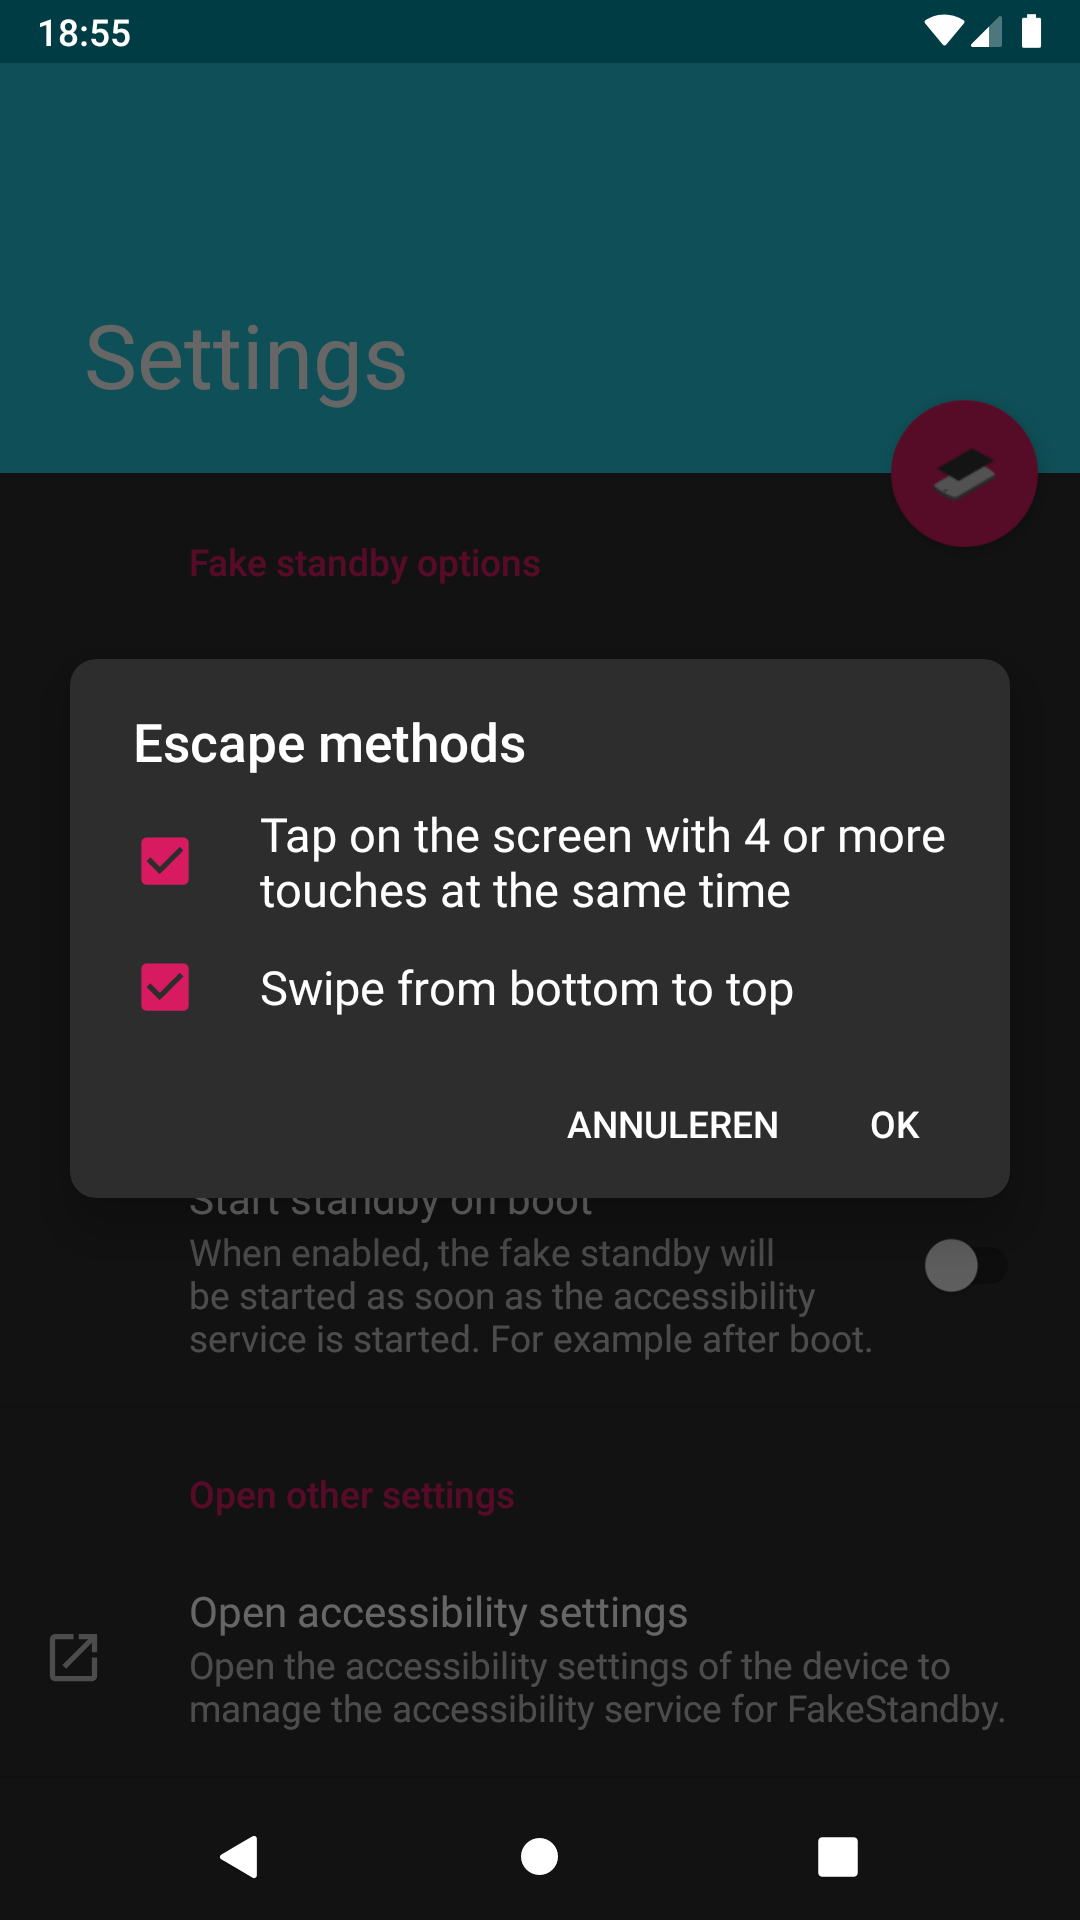 18:55
Settings
Fake standby options
Escape methods
Tap on the screen with 4 or more
touches at the same time
Swipe from bottom to top
ANNULEREN OK
Start standby on boot
When enabled, the fake standby will
be started as soon as the accessibility
service is started. For example after boot.
Open other settings
Open accessibility settings
Open the accessibility settings of the device to
manage the accessibility service for FakeStandby.